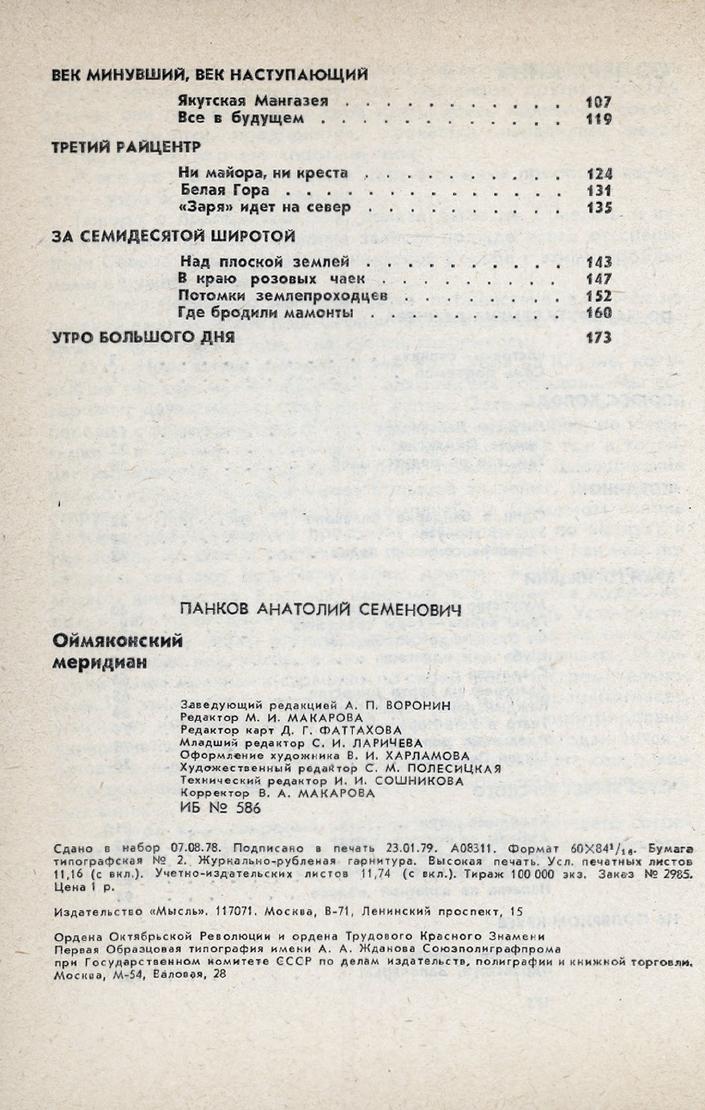 ВЕК МИНУВШИЙ, ВЕК НАСТУПАЮЩИЙ
Якутская Мангазея . . . . . . . . . . . 107
Все в будущем . . . . . . . . . . . . 119
ТРЕТИЙ РАЙЦЕНТР
Ни майора, ни креста . . . . . . . . . . 124
Белая Гора . . . . . . . . . . . . . 131
«Заря» идет на север . . . . . . . . . . 135
ЗА СЕМИДЕСЯТОЙ ШИРОТОЙ
Над плоской землей . . . . . . . . . . 143
В краю розовых чаек . . . . . . . . . . 147
Потомки землепроходцев . . . . . . . . . 152
Где бродили мамонты . . . . . . . . . . 160
УТРО БОЛЬШОГО ДНЯ 173
ПАНКОВ АНАТОЛИЙ СЕМЕНОВИЧ
Оймяконский
меридиан
Заведующий редакцией А. П. ВОРОНИН
Редактор М. И. МАКАРОВА
Редактор карт Д. Г. ФАТТАХОВА
Младший редактор С. И. ЛАРИЧЕВА
Оформление художника В. И. ХАРЛАМОВА
Художественный редактор С. М. ПОЛЕСИЦКАЯ
Технический редактор И. И. СОШНИКОВА
Корректор В. А. МАКАРОВА
ИБ № 586
Сдано в набор 07.08.78. Подписано в печать 23.01.79. А08311. Формат 60Х84¹/₁₆. Бумага
типографская № 2. Журнально-рубленая гарнитура. Высокая печать. Усл. печатных листов
11,16 (с вкл.). Учетно-издательских листов 11,74 (с вкл.). Тираж 100 000 экз. Заказ № 2985.
Цена 1 р.
Издательство «Мысль». 117071. Москва, В-71, Ленинский проспект, 15
Ордена Октябрьской Революции и ордена Трудового Красного Знамени
Первая Образцовая типография имени А. А. Жданова Союзполиграфпрома
при Государственном комитете СССР по делам издательств, полиграфии и книжной торговли.
Москва, М-54, Валовая, 28